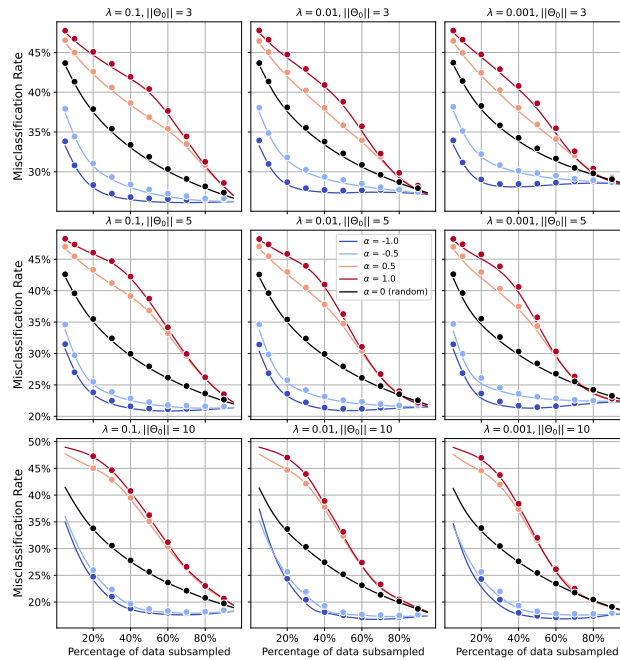 λ = 0.1, ||Θ₀|| = 3
λ = 0.01, ||Θ₀|| = 3
λ = 0.001, ||Θ₀|| = 3
Misclassification Rate
45%
40%
35%
30%
λ = 0.1, ||Θ₀|| = 5
λ = 0.01, ||Θ₀|| = 5
λ = 0.001, ||Θ₀|| = 5
Misclassification Rate
45%
40%
35%
30%
25%
20%
α = -1.0
α = -0.5
α = 0.5
α = 1.0
α = 0 (random)
λ = 0.1, ||Θ₀|| = 10
λ = 0.01, ||Θ₀|| = 10
λ = 0.001, ||Θ₀|| = 10
Misclassification Rate
50%
45%
40%
35%
30%
25%
20%
20% 40% 60% 80%
20% 40% 60% 80%
20% 40% 60% 80%
Percentage of data subsampled
Percentage of data subsampled
Percentage of data subsampled